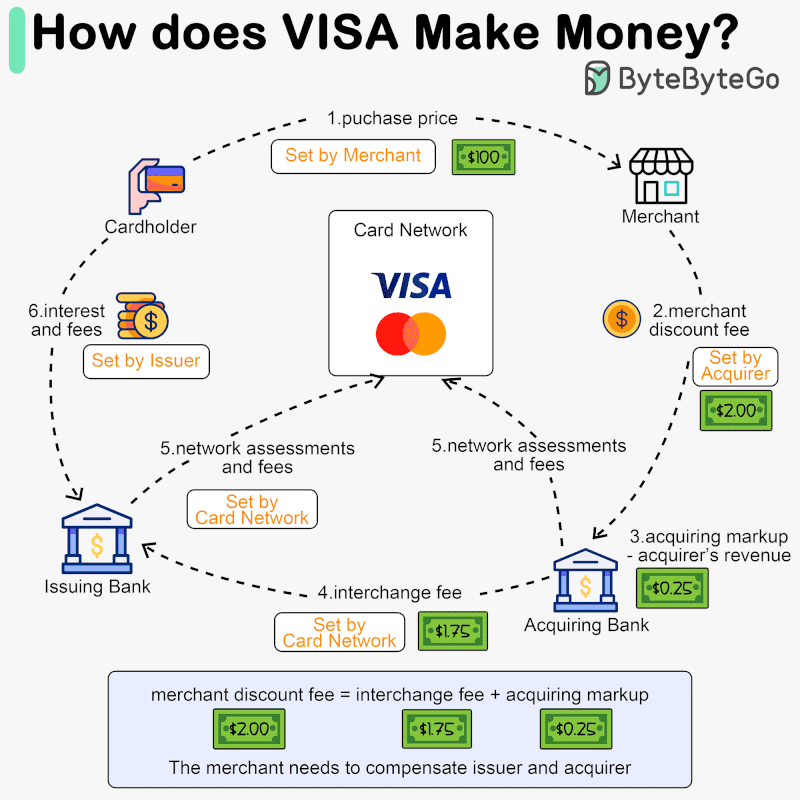 How does VISA Make Money?
ByteByteGo
1.puchase price
Set by Merchant
$100
Cardholder
Merchant
Card Network
VISA
6.interest
and fees
$
Set by Issuer
$
2.merchant
discount fee
Set by
Acquirer
$2.00
5.network assessments
and fees
Set by
Card Network
5.network assessments
and fees
$
Issuing Bank
4.interchange fee
Set by
Card Network
$1.75
3.acquiring markup
- acquirer's revenue
$0.25
$
Acquiring Bank
merchant discount fee = interchange fee + acquiring markup
$2.00 $1.75 $0.25
The merchant needs to compensate issuer and acquirer